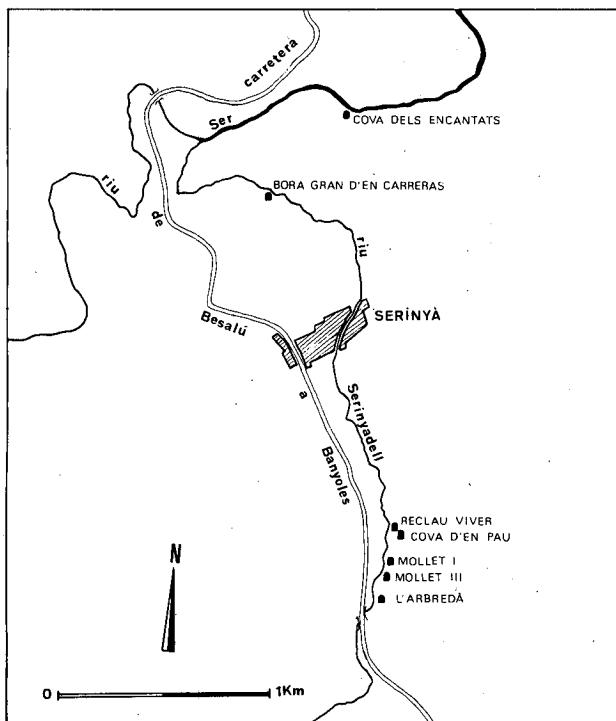 carretera
Ser
COVA DELS ENCANTATS
riu
BORA GRAN D'EN CARRERAS
de
riu
SERINYÀ
Besalú
a
Serinyadell
Banyoles
RECLAU VIVER
COVA D'EN PAU
MOLLET I
MOLLET III
L'ARBREDÀ
N
0
1Km